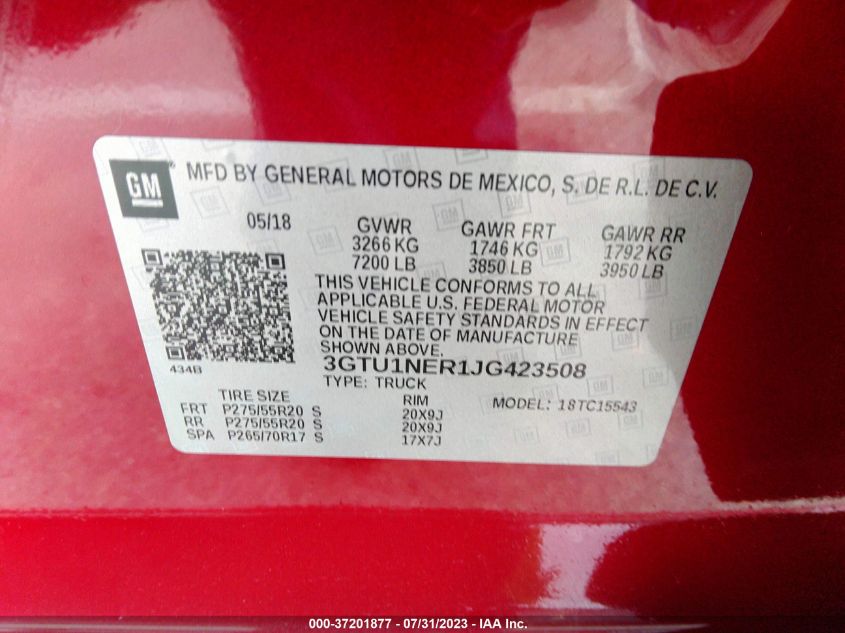 GM MFD BY GENERAL MOTORS DE MEXICO, S. DE R.L. DE C.V.
05/18 GVWR GAWR FRT GAWR RR
3266 KG 1746 KG 1792 KG
7200 LB 3850 LB 3950 LB
THIS VEHICLE CONFORMS TO ALL
APPLICABLE U.S. FEDERAL MOTOR
VEHICLE SAFETY STANDARDS IN EFFECT
ON THE DATE OF MANUFACTURE
SHOWN ABOVE.
434B
3GTU1NER1JG423508
TYPE: TRUCK
TIRE SIZE RIM MODEL: 18TC15543
FRT P275/55R20 S 20X9J
RR P275/55R20 S 20X9J
SPA P265/70R17 S 17X7J
000-37201877 - 07/31/2023 - IAA Inc.